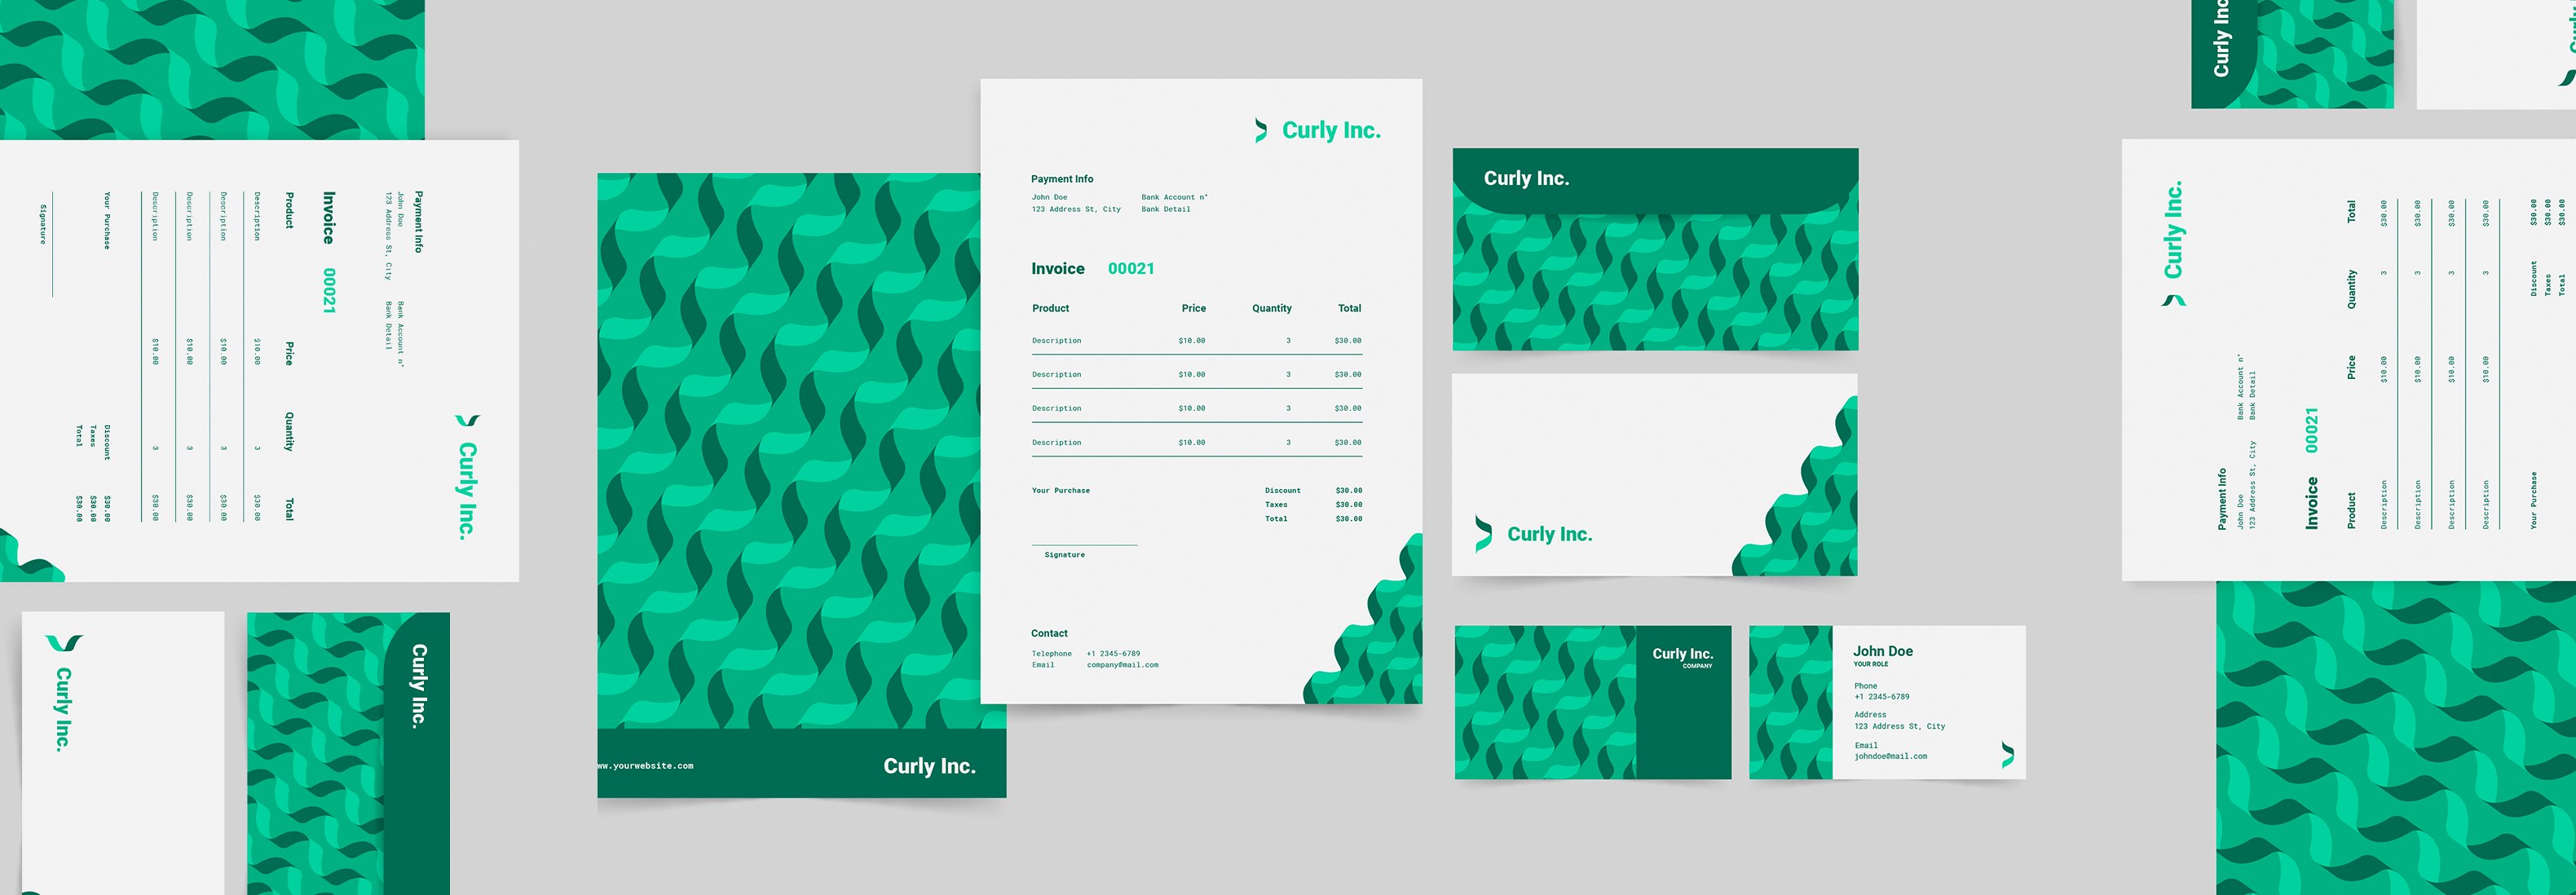 Payment Info
John Doe
123 Address St, City
Bank Account n°
Bank Detail
Invoice 00021
Product Price Quantity Total
Description $10.00 3 $30.00
Description $10.00 3 $30.00
Description $10.00 3 $30.00
Description $10.00 3 $30.00
Your Purchase
Discount $30.00
Taxes $30.00
Total $30.00
Signature
Curly Inc.
Curly Inc.
Curly Inc.
ww.yourwebsite.com
Curly Inc.
Curly Inc.
Payment Info
John Doe Bank Account n°
123 Address St, City Bank Detail
Invoice 00021
Product Price Quantity Total
Description $10.00 3 $30.00
Description $10.00 3 $30.00
Description $10.00 3 $30.00
Description $10.00 3 $30.00
Your Purchase Discount $30.00
Taxes $30.00
Total $30.00
Signature
Contact
Telephone +1 2345-6789
Email company@mail.com
Curly Inc.
Curly Inc.
Curly Inc.
COMPANY
John Doe
YOUR ROLE
Phone
+1 2345-6789
Address
123 Address St, City
Email
johndoe@mail.com
Curly Inc
Curly
Curly Inc.
Payment Info
John Doe
123 Address St, City
Bank Account n°
Bank Detail
Invoice 00021
Product Price Quantity Total
Description $10.00 3 $30.00
Description $10.00 3 $30.00
Description $10.00 3 $30.00
Description $10.00 3 $30.00
Your Purchase
Discount $30.00
Taxes $30.00
Total $30.00